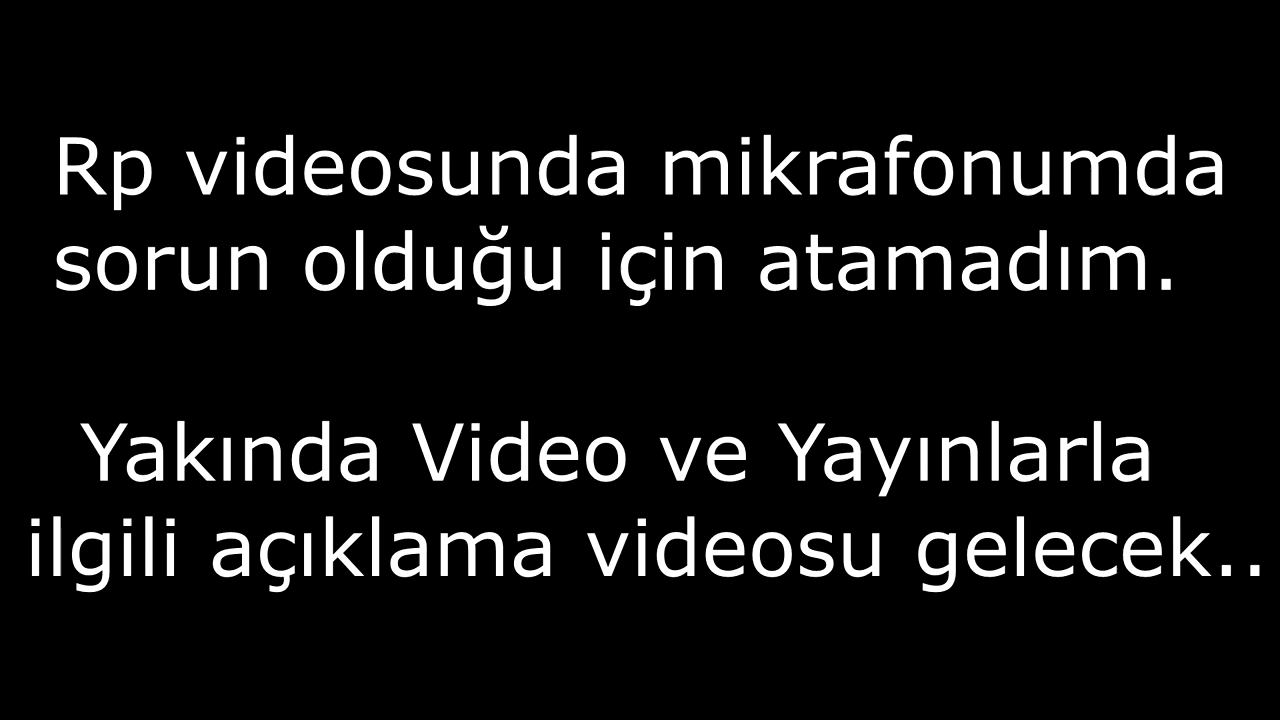 Rp videosunda mikrafonumda
sorun olduğu için atamadım.
Yakında Video ve Yayınlarla
ilgili açıklama videosu gelecek..